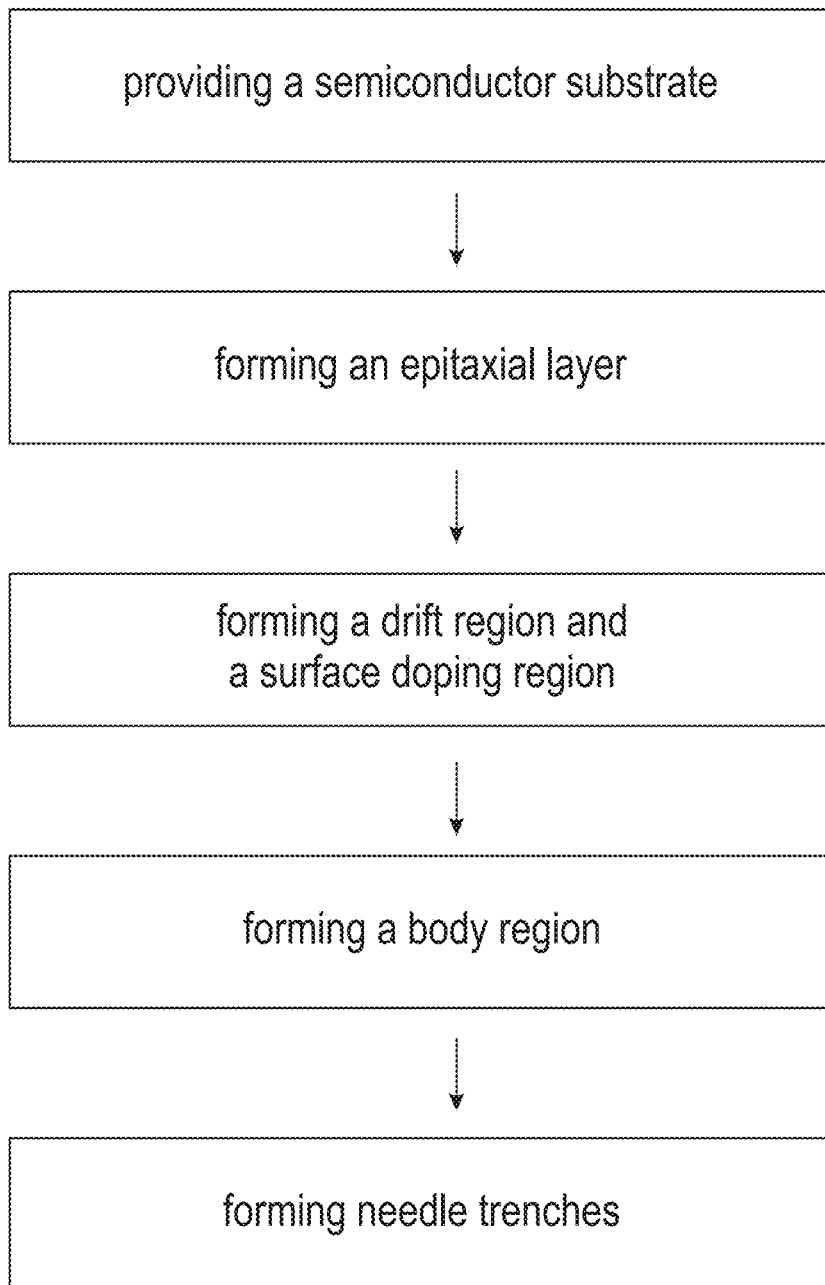 providing a semiconductor substrate
forming an epitaxial layer
forming a drift region and
a surface doping region
forming a body region
forming needle trenches